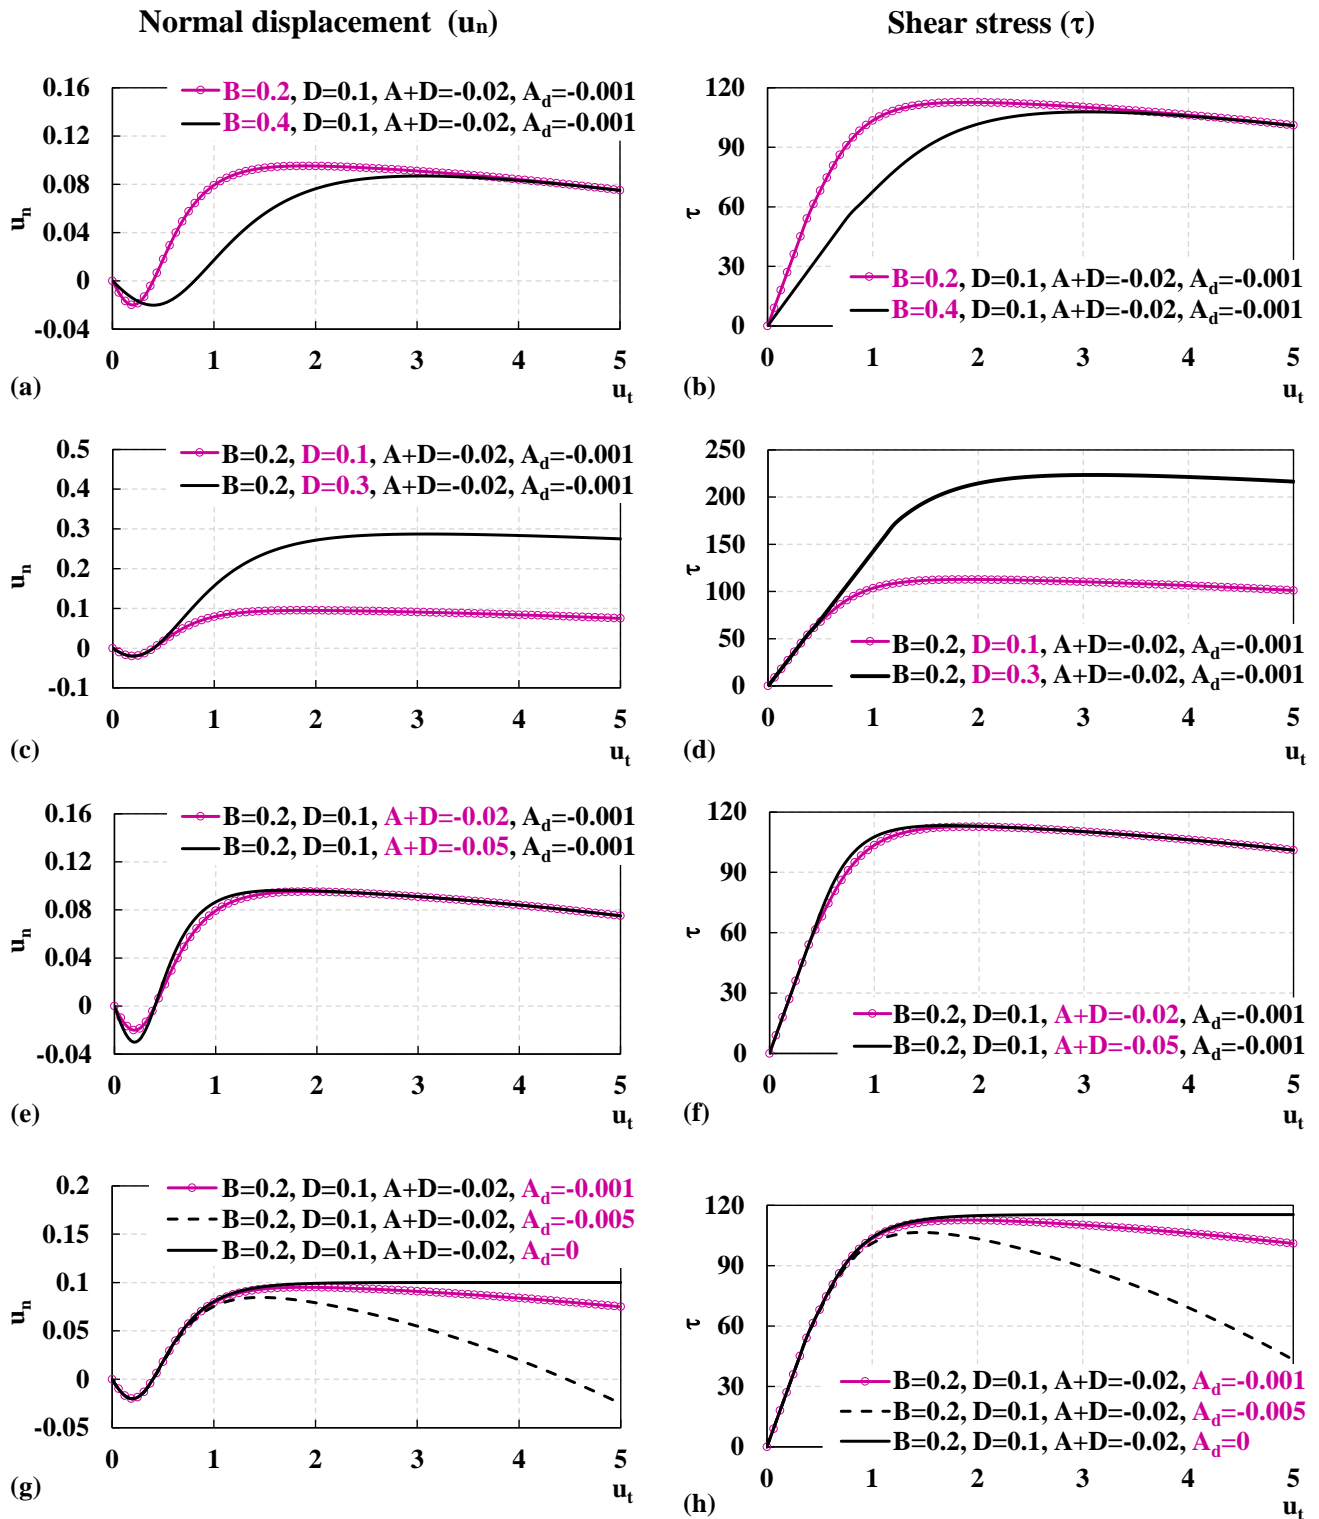 Normal displacement (uₙ)
Shear stress (τ)
0.16
0.12
0.08
0.04
0
-0.04
uₙ
B=0.2, D=0.1, A+D=-0.02, A_d=-0.001
B=0.4, D=0.1, A+D=-0.02, A_d=-0.001
0 1 2 3 4 5
(a)
u_t
120
90
60
30
0
τ
B=0.2, D=0.1, A+D=-0.02, A_d=-0.001
B=0.4, D=0.1, A+D=-0.02, A_d=-0.001
0 1 2 3 4 5
(b)
u_t
0.5
0.4
0.3
0.2
0.1
0
-0.1
uₙ
B=0.2, D=0.1, A+D=-0.02, A_d=-0.001
B=0.2, D=0.3, A+D=-0.02, A_d=-0.001
0 1 2 3 4 5
(c)
u_t
250
200
150
100
50
0
τ
B=0.2, D=0.1, A+D=-0.02, A_d=-0.001
B=0.2, D=0.3, A+D=-0.02, A_d=-0.001
0 1 2 3 4 5
(d)
u_t
0.16
0.12
0.08
0.04
0
-0.04
uₙ
B=0.2, D=0.1, A+D=-0.02, A_d=-0.001
B=0.2, D=0.1, A+D=-0.05, A_d=-0.001
0 1 2 3 4 5
(e)
u_t
120
90
60
30
0
τ
B=0.2, D=0.1, A+D=-0.02, A_d=-0.001
B=0.2, D=0.1, A+D=-0.05, A_d=-0.001
0 1 2 3 4 5
(f)
u_t
0.2
0.15
0.1
0.05
0
-0.05
uₙ
B=0.2, D=0.1, A+D=-0.02, A_d=-0.001
B=0.2, D=0.1, A+D=-0.02, A_d=-0.005
B=0.2, D=0.1, A+D=-0.02, A_d=0
0 1 2 3 4 5
(g)
u_t
120
90
60
30
0
τ
B=0.2, D=0.1, A+D=-0.02, A_d=-0.001
B=0.2, D=0.1, A+D=-0.02, A_d=-0.005
B=0.2, D=0.1, A+D=-0.02, A_d=0
0 1 2 3 4 5
(h)
u_t